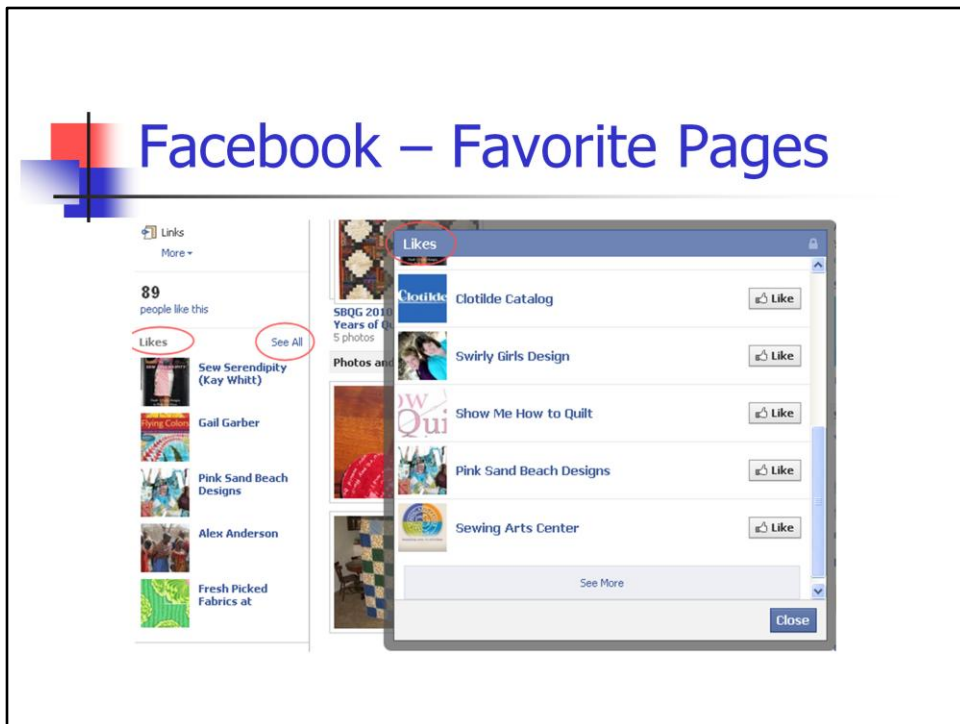 Facebook – Favorite Pages
Links
More
89
people like this
Likes
See All
Sew Serendipity
(Kay Whitt)
Flying Colors
Gail Garber
Pink Sand Beach
Designs
Alex Anderson
Fresh Picked
Fabrics at
SBQG 2010
Years of
5 photos
Photos and
Likes
Clotilde
Clotilde Catalog
Like
Swirly Girls Design
Like
Show Me How to Quilt
Like
Pink Sand Beach Designs
Like
Sewing Arts Center
Like
See More
Close